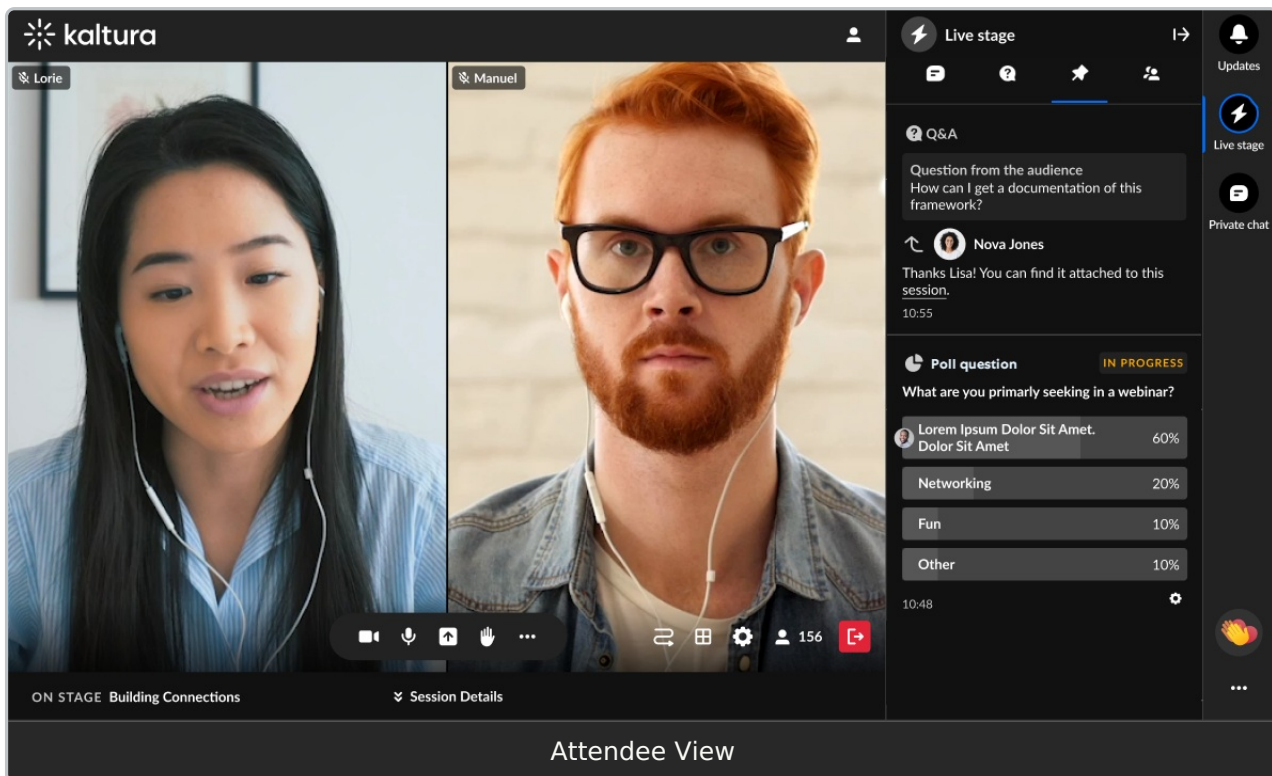 kaltura
Lorie
Manuel
ON STAGE Building Connections
Session Details
156
Live stage
Q&A
Question from the audience
How can I get a documentation of this
framework?
Nova Jones
Thanks Lisa! You can find it attached to this
session.
10:55
Poll question IN PROGRESS
What are you primarly seeking in a webinar?
Lorem Ipsum Dolor Sit Amet.
Dolor Sit Amet 60%
Networking 20%
Fun 10%
Other 10%
10:48
Updates
Live stage
Private chat
Attendee View